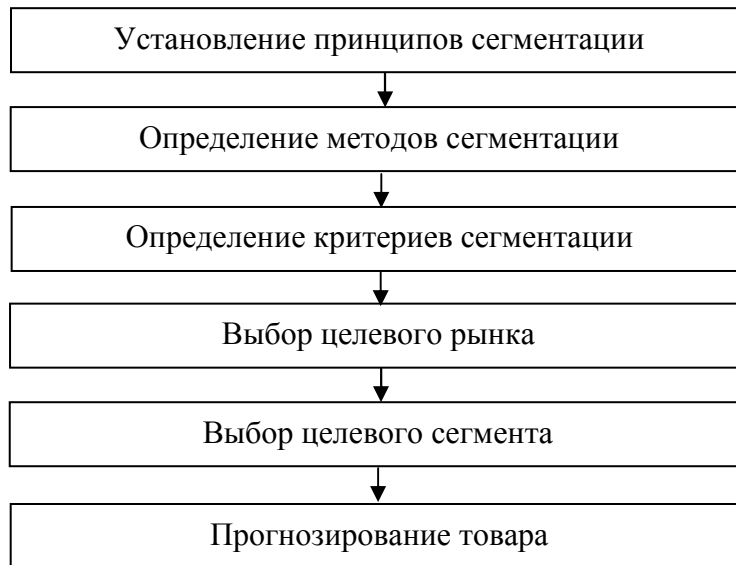 Установление принципов сегментации
Определение методов сегментации
Определение критериев сегментации
Выбор целевого рынка
Выбор целевого сегмента
Прогнозирование товара